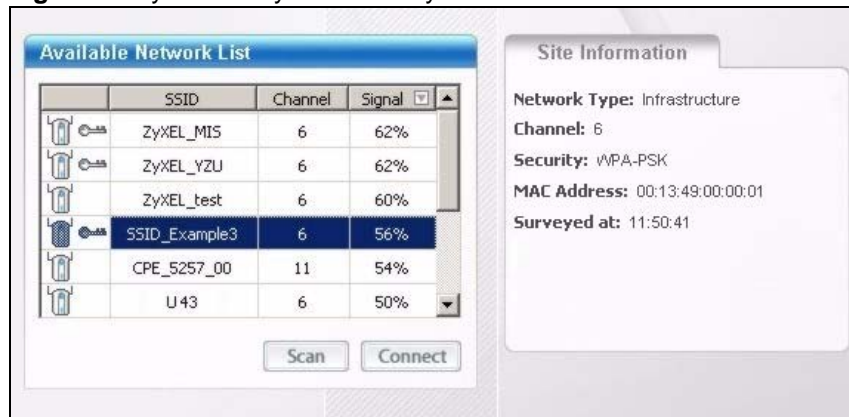 Available Network List
SSID Channel Signal
ZyXEL_MIS 6 62%
ZyXEL_YZU 6 62%
ZyXEL_test 6 60%
SSID_Example3 6 56%
CPE_5257_00 11 54%
U43 6 50%
Scan Connect
Site Information
Network Type: Infrastructure
Channel: 6
Security: WPA-PSK
MAC Address: 00:13:49:00:00:01
Surveyed at: 11:50:41